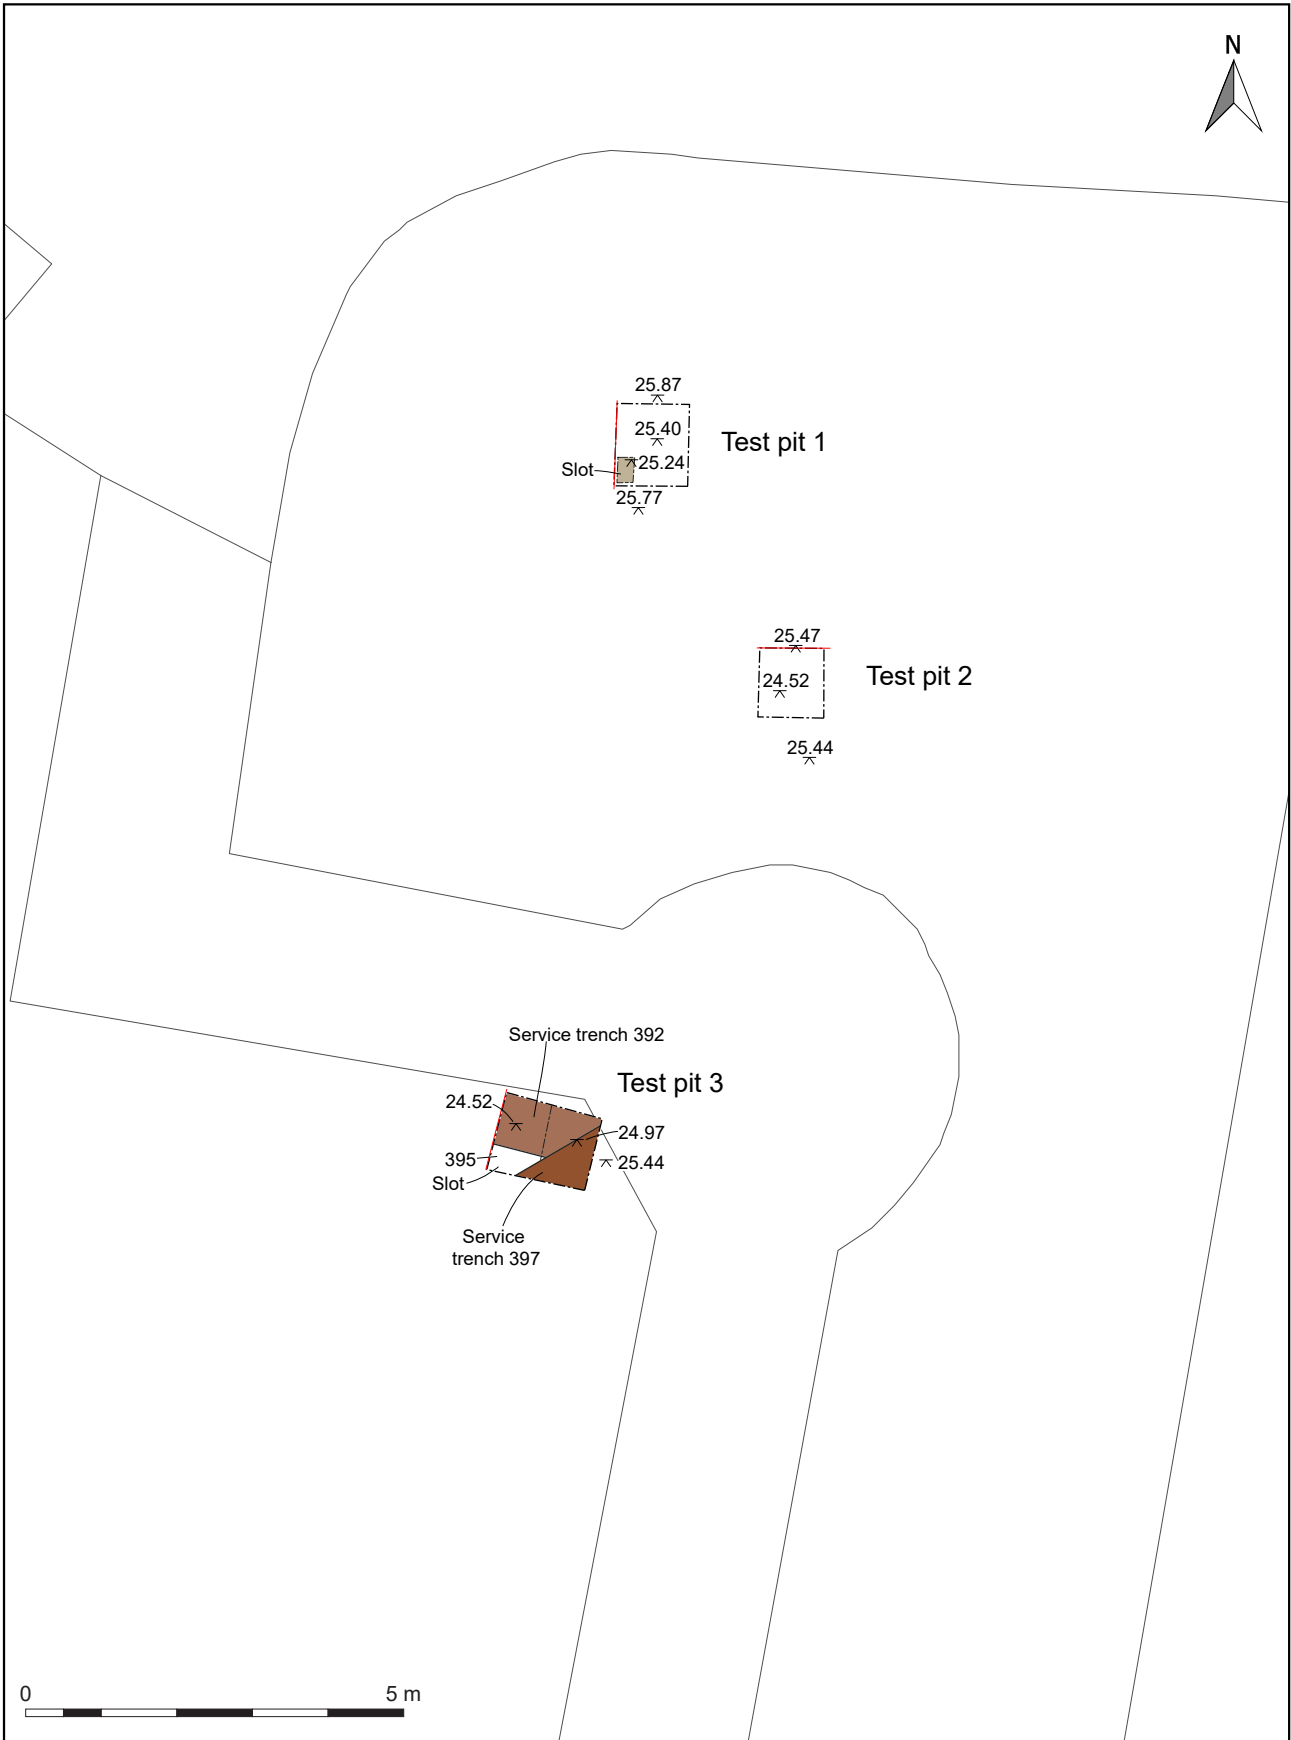 N
25.87
25.40
Test pit 1
25.24
Slot
25.77
25.47
Test pit 2
24.52
25.44
Service trench 392
Test pit 3
24.52
24.97
395
25.44
Slot
Service
trench 397
0
5 m